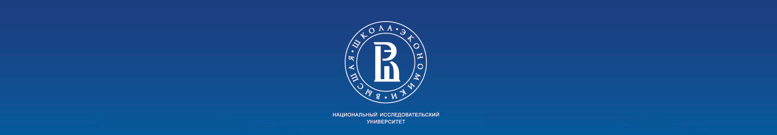 ВЫСШАЯ • ШКОЛА • ЭКОНОМИКИ •
НАЦИОНАЛЬНЫЙ ИССЛЕДОВАТЕЛЬСКИЙ
УНИВЕРСИТЕТ